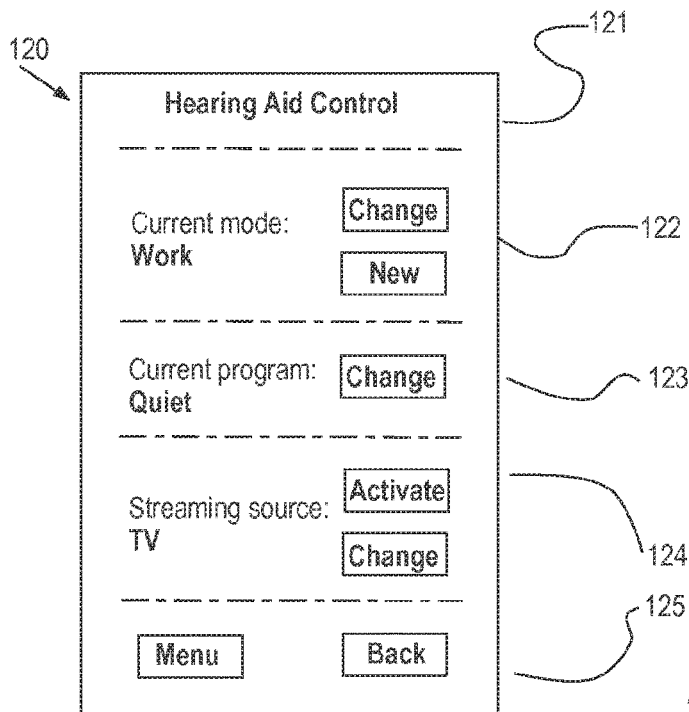 120
121
Hearing Aid Control
Current mode:
Work
Change
New
122
Current program:
Quiet
Change
123
Streaming source:
TV
Activate
Change
124
Menu
Back
125